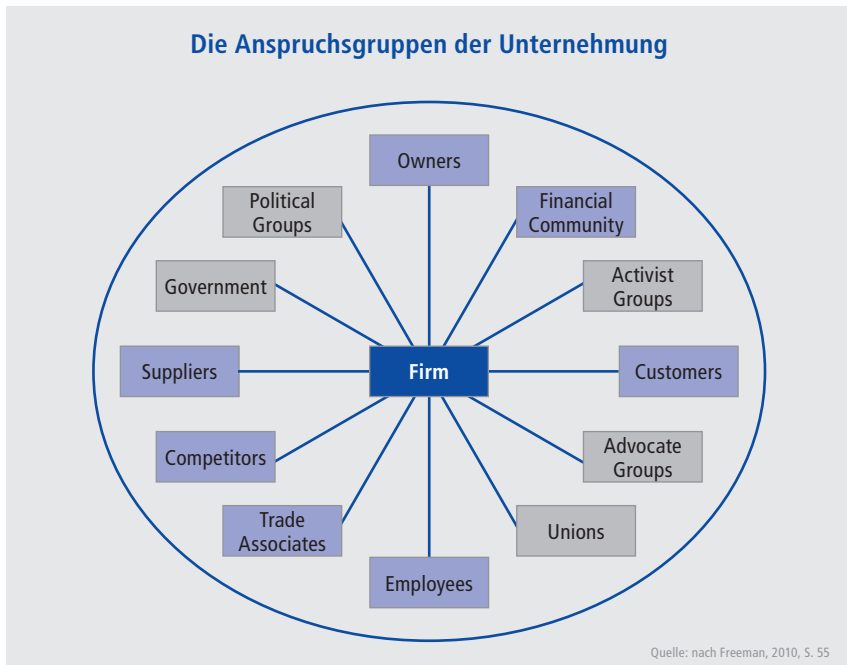 Die Anspruchsgruppen der Unternehmung
Owners
Political
Groups
Financial
Community
Government
Activist
Groups
Suppliers
Firm
Customers
Competitors
Advocate
Groups
Trade
Associates
Unions
Employees
Quelle: nach Freeman, 2010, S. 55